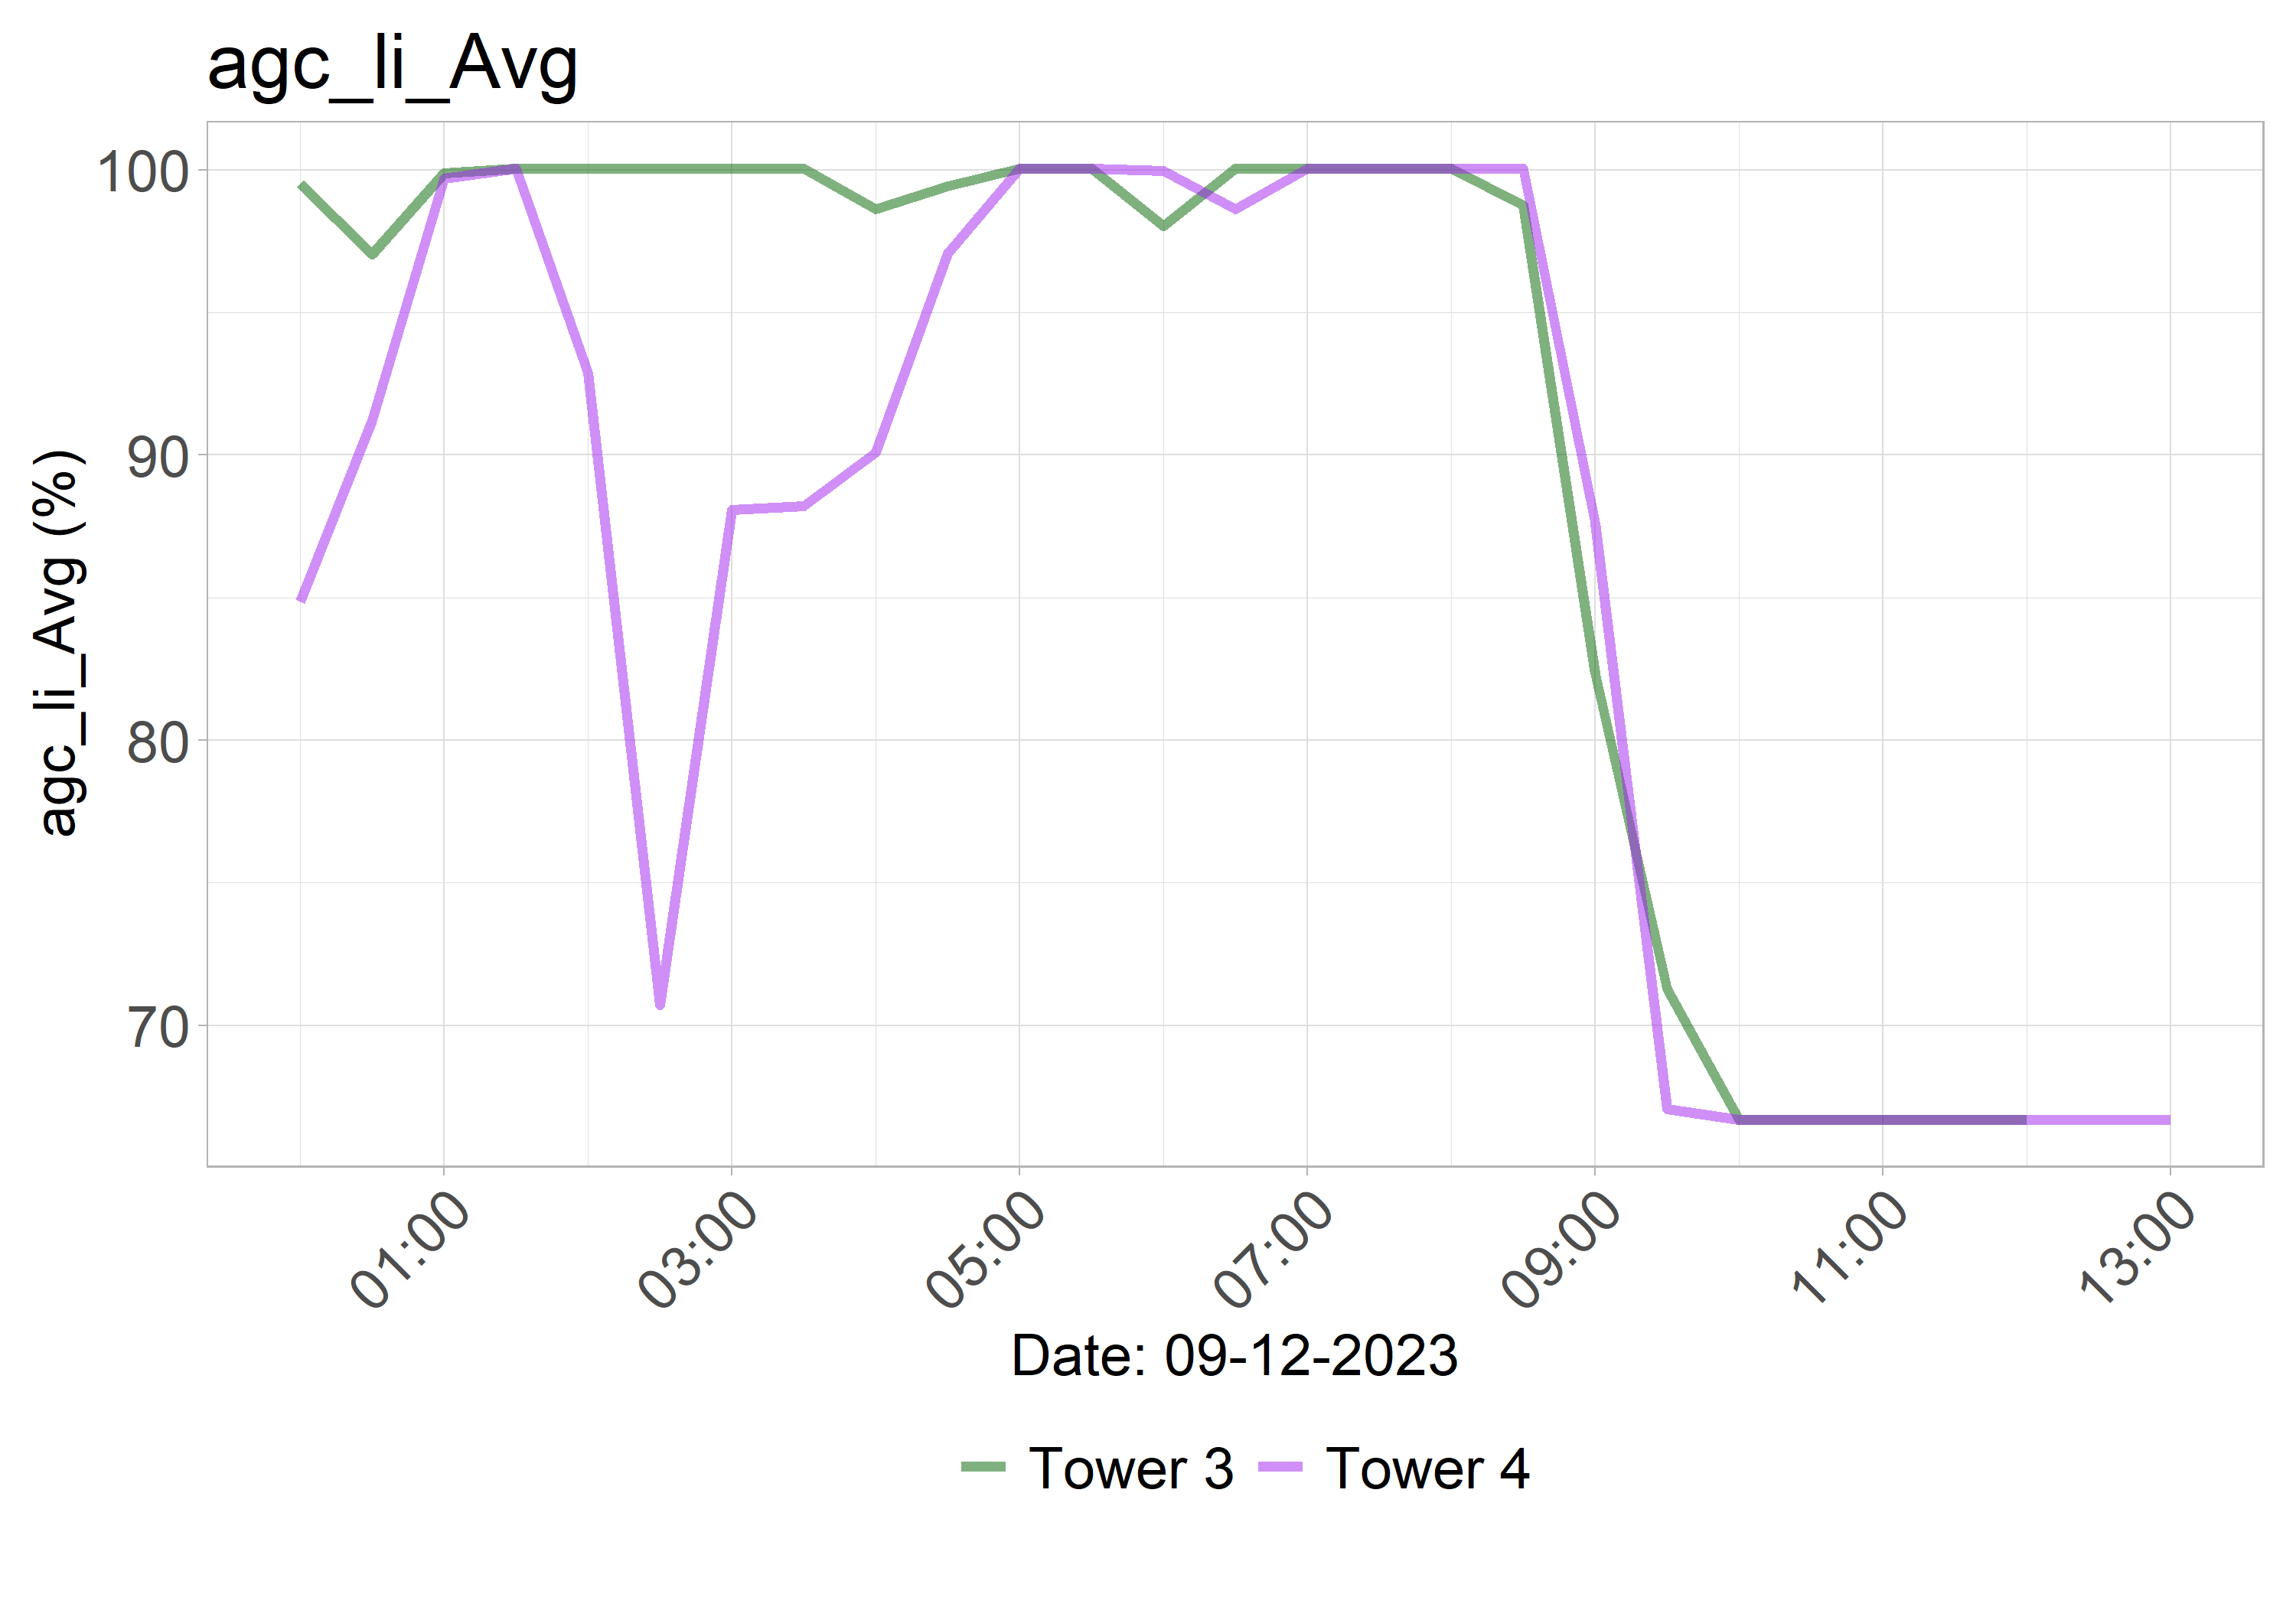 agc_li_Avg
agc_li_Avg (%)
100
90
80
70
01:00 03:00 05:00 07:00 09:00 11:00 13:00
Date: 09-12-2023
Tower 3 Tower 4